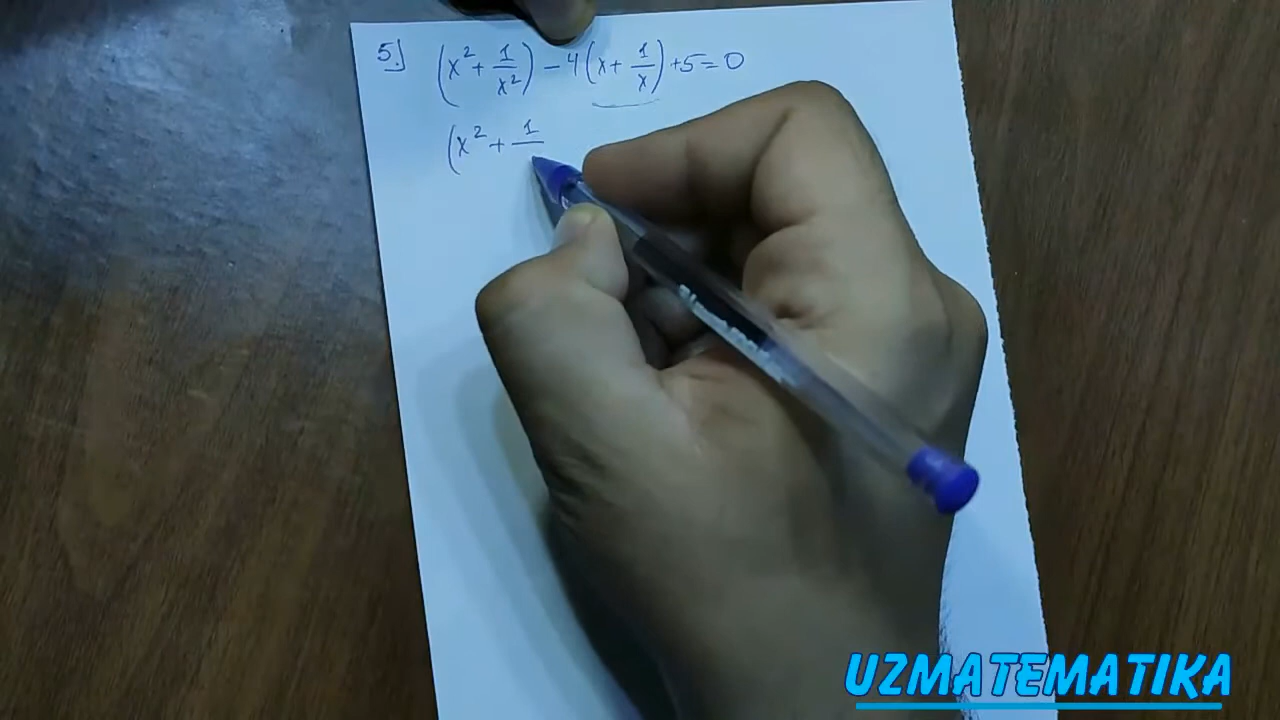 5] (x² + 1/x²) - 4(x + 1/x) + 5 = 0
(x² + 1/
UZMATEMATIKA